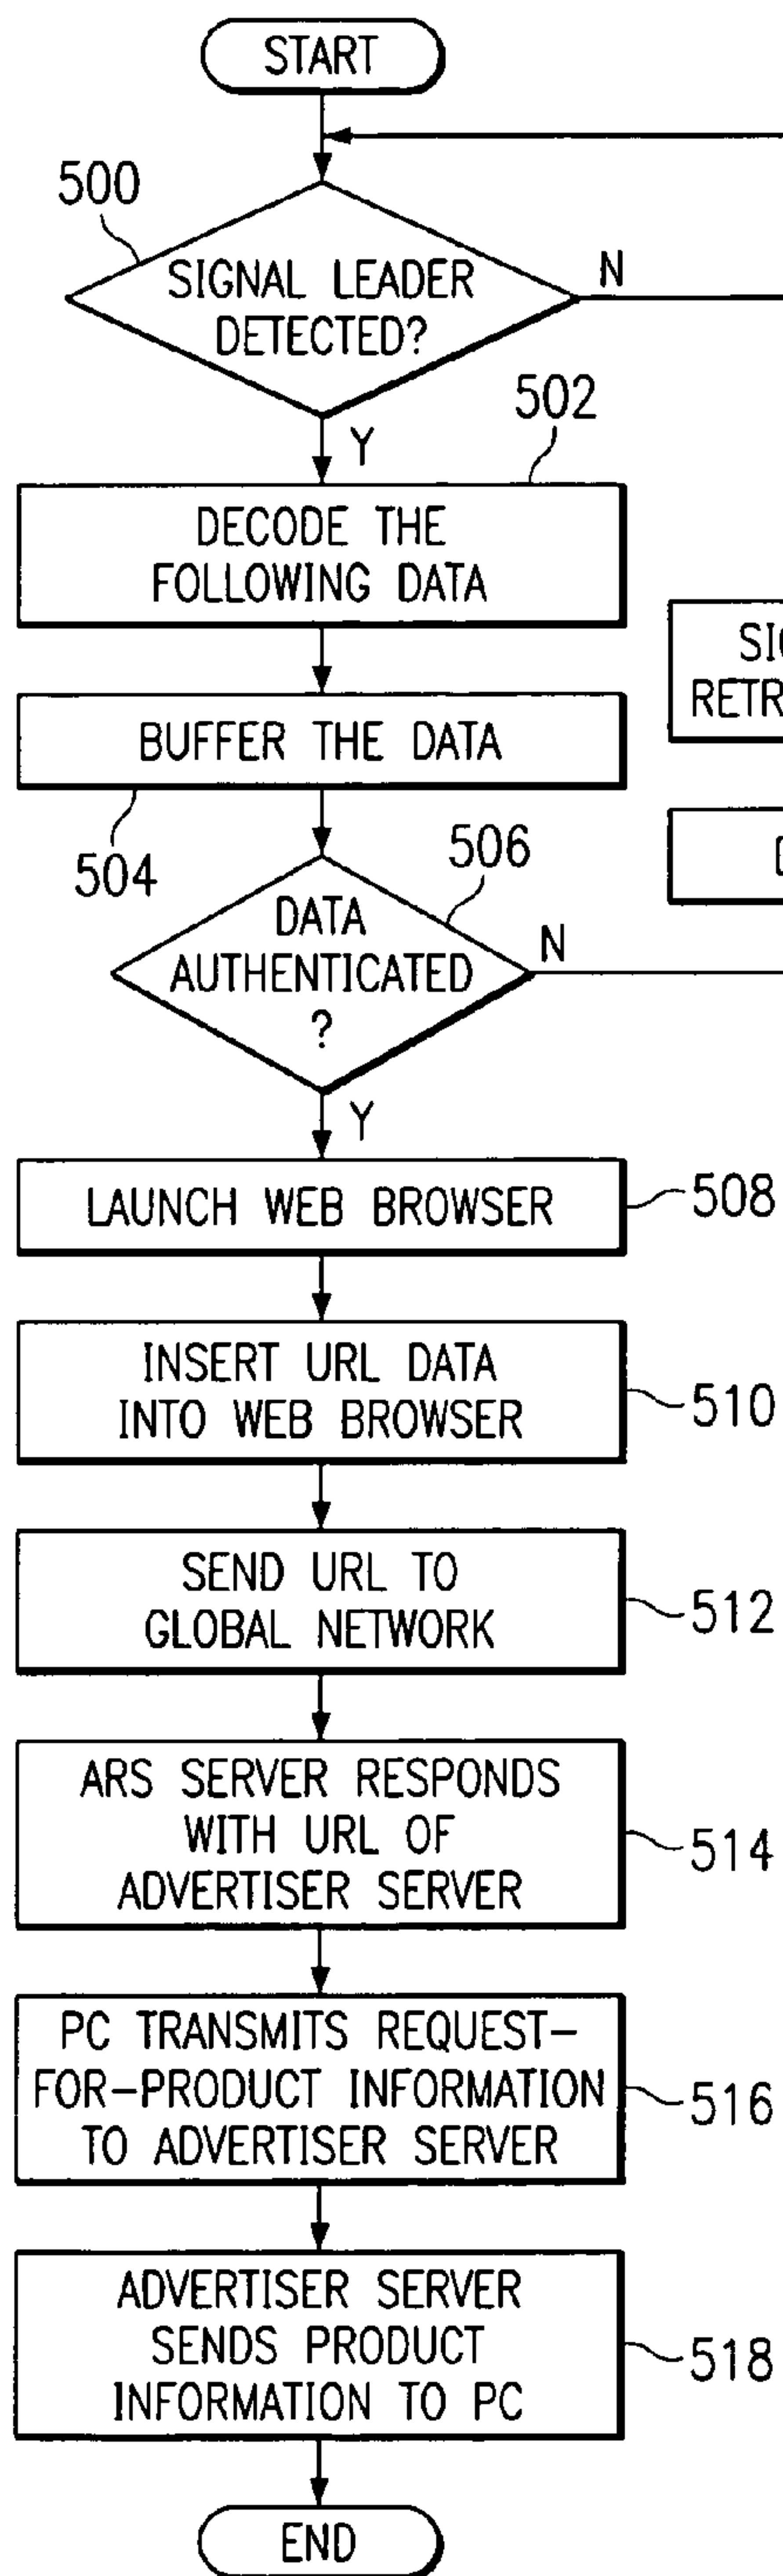 START
500
SIGNAL LEADER
DETECTED?
N
Y
502
DECODE THE
FOLLOWING DATA
BUFFER THE DATA
504
506
DATA
AUTHENTICATED
?
N
Y
LAUNCH WEB BROWSER
508
INSERT URL DATA
INTO WEB BROWSER
510
SEND URL TO
GLOBAL NETWORK
512
ARS SERVER RESPONDS
WITH URL OF
ADVERTISER SERVER
514
PC TRANSMITS REQUEST-
FOR-PRODUCT INFORMATION
TO ADVERTISER SERVER
516
ADVERTISER SERVER
SENDS PRODUCT
INFORMATION TO PC
518
END